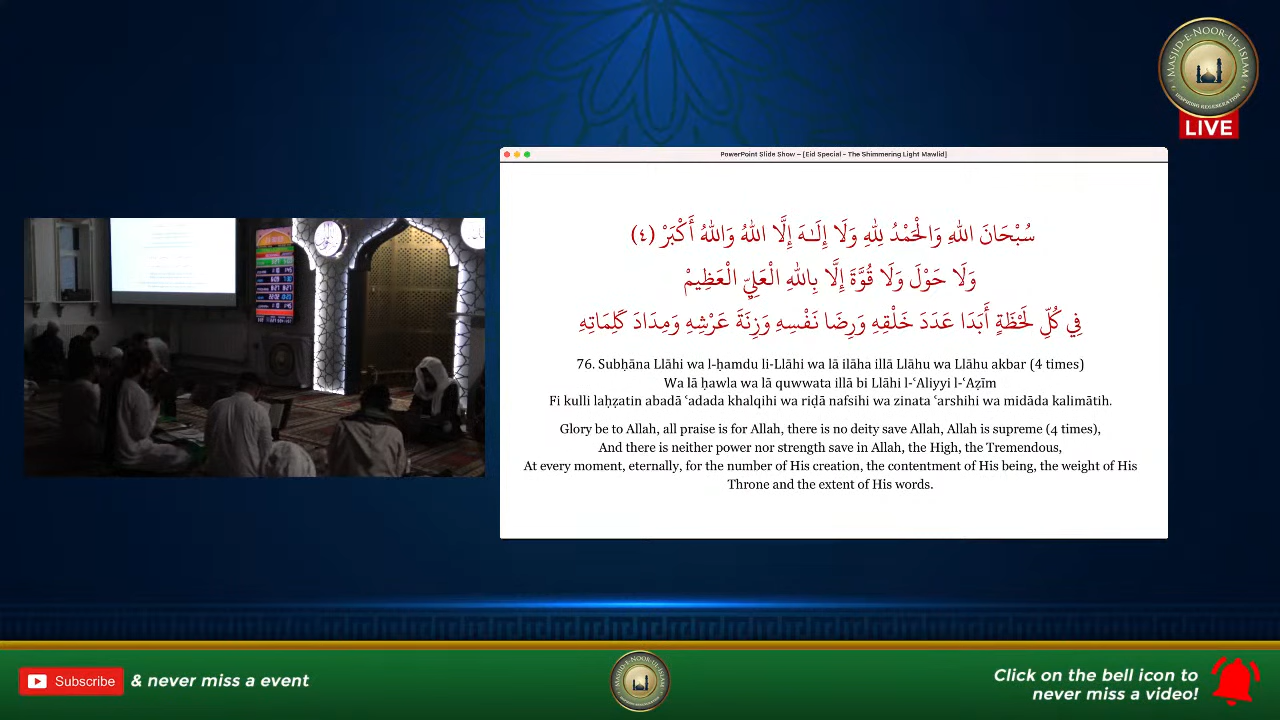 MASJID-E-NOOR-UL-ISLAM
INSPIRING REGENERATION
LIVE
PowerPoint Slide Show – [Eid Special - The Shimmering Light Mawlid]
سُبْحَانَ اللهِ وَالْحَمْدُ لِلهِ وَلَا إِلَـٰهَ إِلَّا اللهُ وَاللهُ أَكْبَرْ (٤)
وَلَا حَوْلَ وَلَا قُوَّةَ إِلَّا بِاللهِ الْعَلِيِّ الْعَظِيمْ
فِي كُلِّ لَحْظَةٍ أَبَدًا عَدَدَ خَلْقِهِ وَرِضَا نَفْسِهِ وَزِنَةَ عَرْشِهِ وَمِدَادَ كَلِمَاتِهِ
76. Subḥāna Llāhi wa l-ḥamdu li-Llāhi wa lā ilāha illā Llāhu wa Llāhu akbar (4 times)
Wa lā ḥawla wa lā quwwata illā bi Llāhi l-ʿAliyyi l-ʿAẓīm
Fi kulli laḥẓatin abadā ʿadada khalqihi wa riḍā nafsihi wa zinata ʿarshihi wa midāda kalimātih.
Glory be to Allah, all praise is for Allah, there is no deity save Allah, Allah is supreme (4 times),
And there is neither power nor strength save in Allah, the High, the Tremendous,
At every moment, eternally, for the number of His creation, the contentment of His being, the weight of His
Throne and the extent of His words.
Subscribe & never miss a event
Click on the bell icon to
never miss a video!